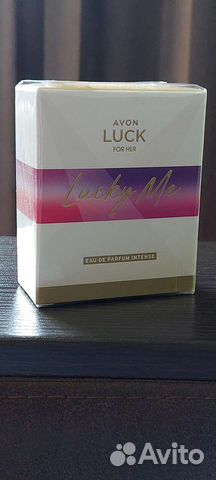 AVON
LUCK
FOR HER
Lucky Me
EAU DE PARFUM INTENSE
Avito